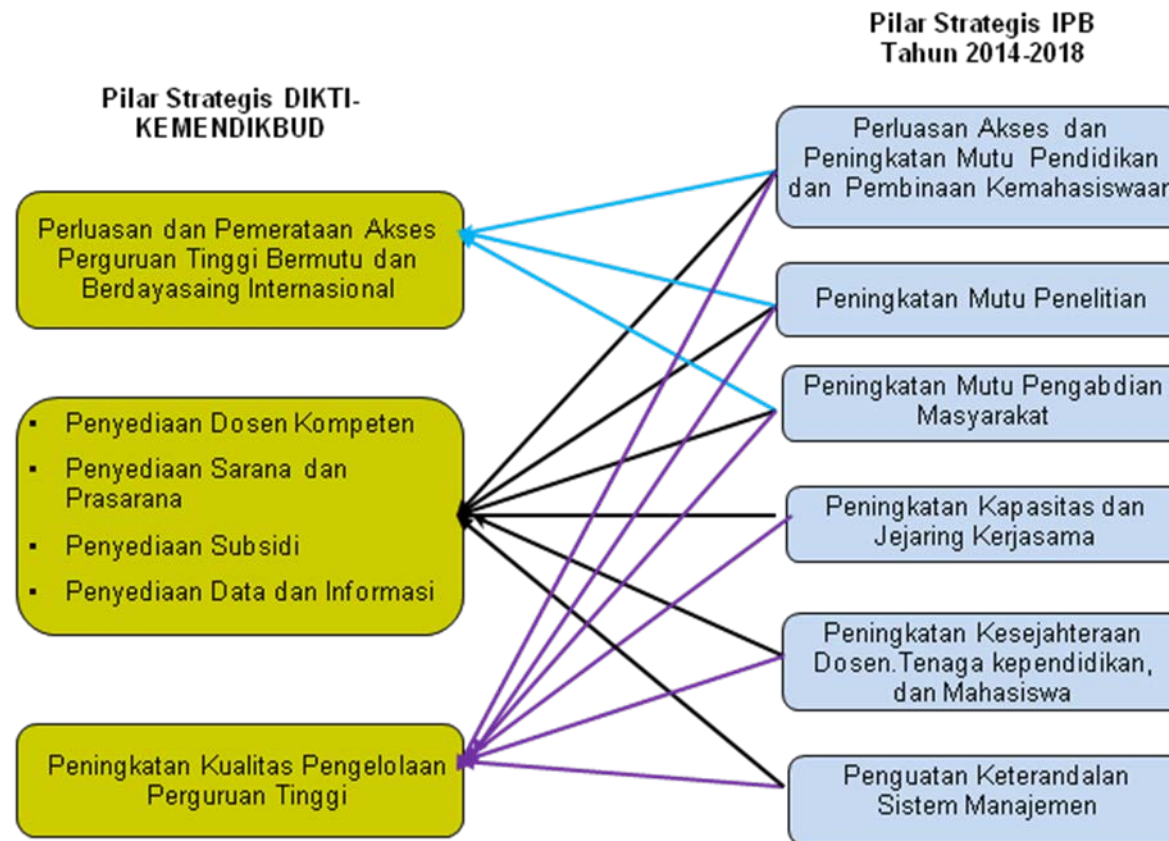 Pilar Strategis DIKTI-
KEMENDIKBUD
Perluasan dan Pemerataan Akses
Perguruan Tinggi Bermutu dan
Berdayasaing Internasional
▪ Penyediaan Dosen Kompeten
▪ Penyediaan Sarana dan
Prasarana
▪ Penyediaan Subsidi
▪ Penyediaan Data dan Informasi
Peningkatan Kualitas Pengelolaan
Perguruan Tinggi
Pilar Strategis IPB
Tahun 2014-2018
Perluasan Akses dan
Peningkatan Mutu Pendidikan
dan Pembinaan Kemahasiswaan
Peningkatan Mutu Penelitian
Peningkatan Mutu Pengabdian
Masyarakat
Peningkatan Kapasitas dan
Jejaring Kerjasama
Peningkatan Kesejahteraan
Dosen.Tenaga kependidikan,
dan Mahasiswa
Penguatan Keterandalan
Sistem Manajemen